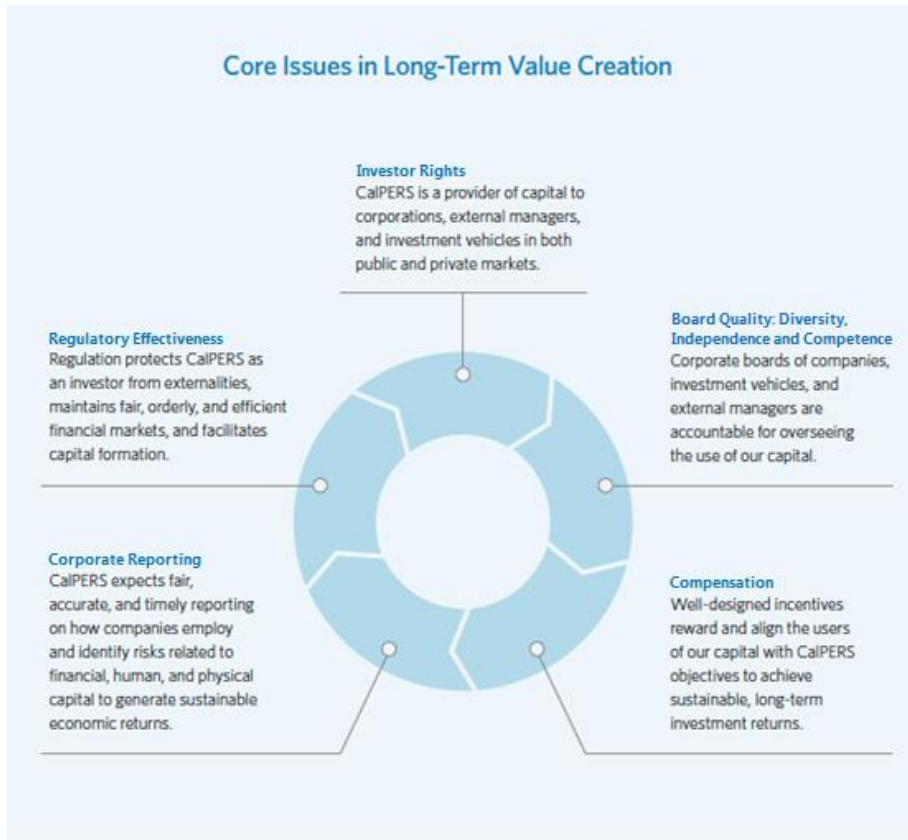 Core Issues in Long-Term Value Creation
Investor Rights
CalPERS is a provider of capital to
corporations, external managers,
and investment vehicles in both
public and private markets.
Board Quality: Diversity,
Independence and Competence
Corporate boards of companies,
investment vehicles, and
external managers are
accountable for overseeing
the use of our capital.
Compensation
Well-designed incentives
reward and align the users
of our capital with CalPERS
objectives to achieve
sustainable, long-term
investment returns.
Corporate Reporting
CalPERS expects fair,
accurate, and timely reporting
on how companies employ
and identify risks related to
financial, human, and physical
capital to generate sustainable
economic returns.
Regulatory Effectiveness
Regulation protects CalPERS as
an investor from externalities,
maintains fair, orderly, and efficient
financial markets, and facilitates
capital formation.